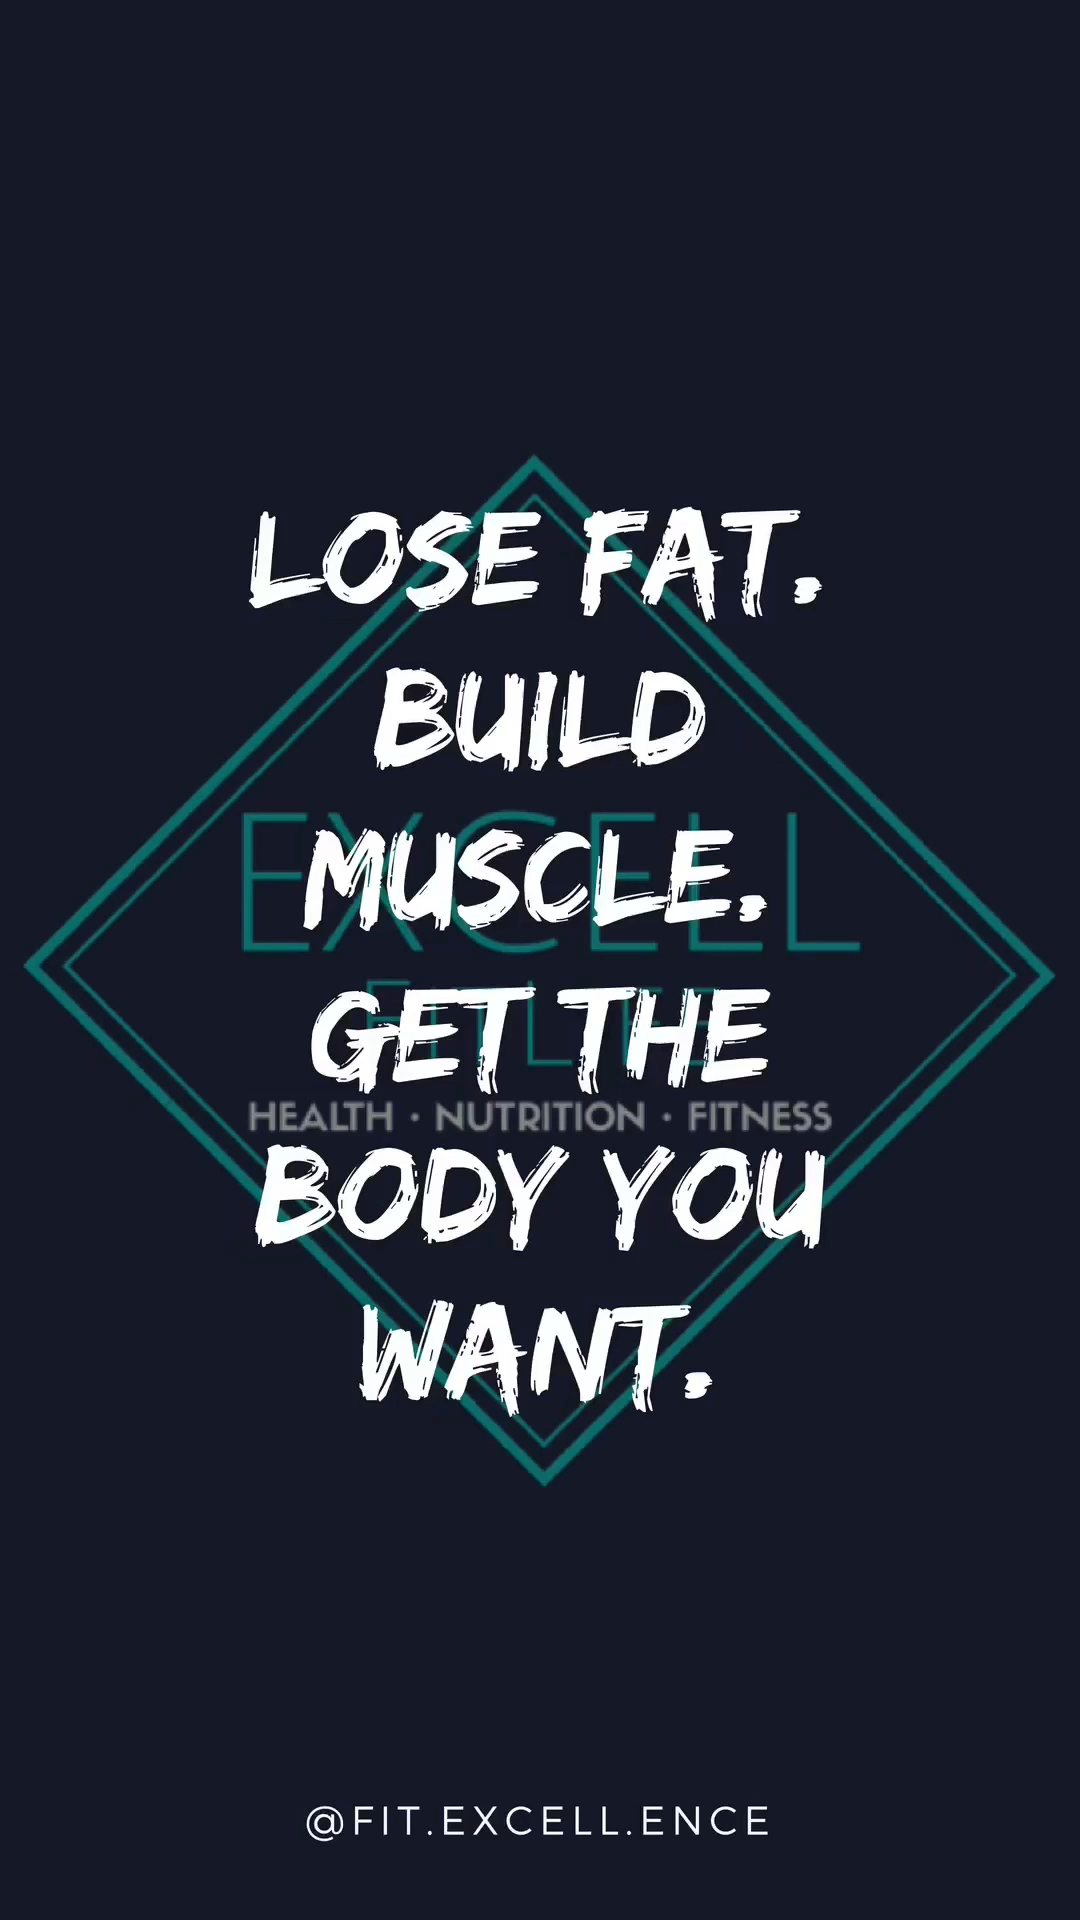 LOSE FAT.
BUILD
MUSCLE.
GET THE
BODY YOU
WANT.
EXCELL
HEALTH · NUTRITION · FITNESS
@FIT.EXCELL.ENCE